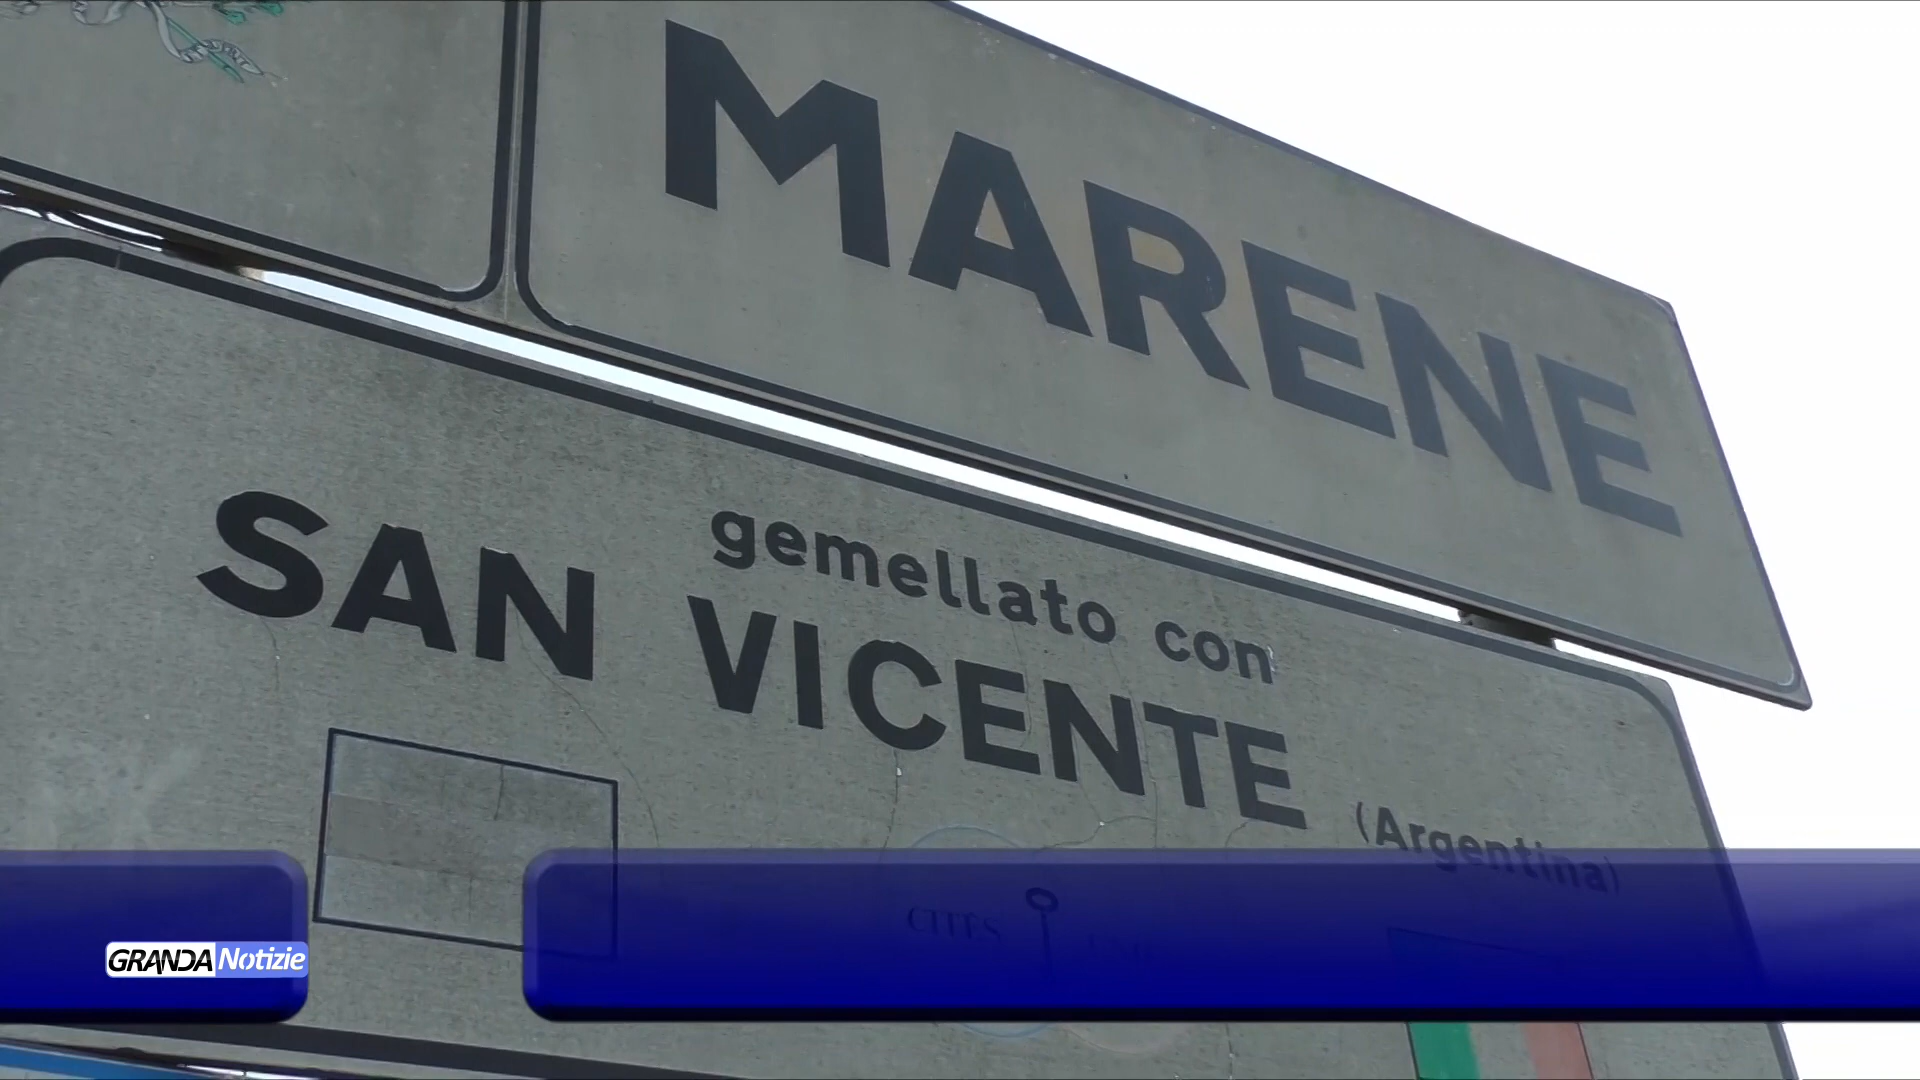 MARENE
gemellato con
SAN VICENTE
(Argentina)
GRANDA Notizie